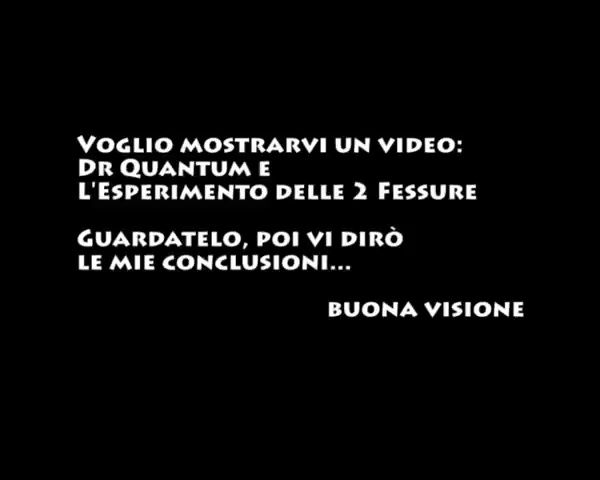 Voglio mostrarvi un video:
Dr Quantum e
L'Esperimento delle 2 Fessure
Guardatelo, poi vi dirò
le mie conclusioni...
buona visione